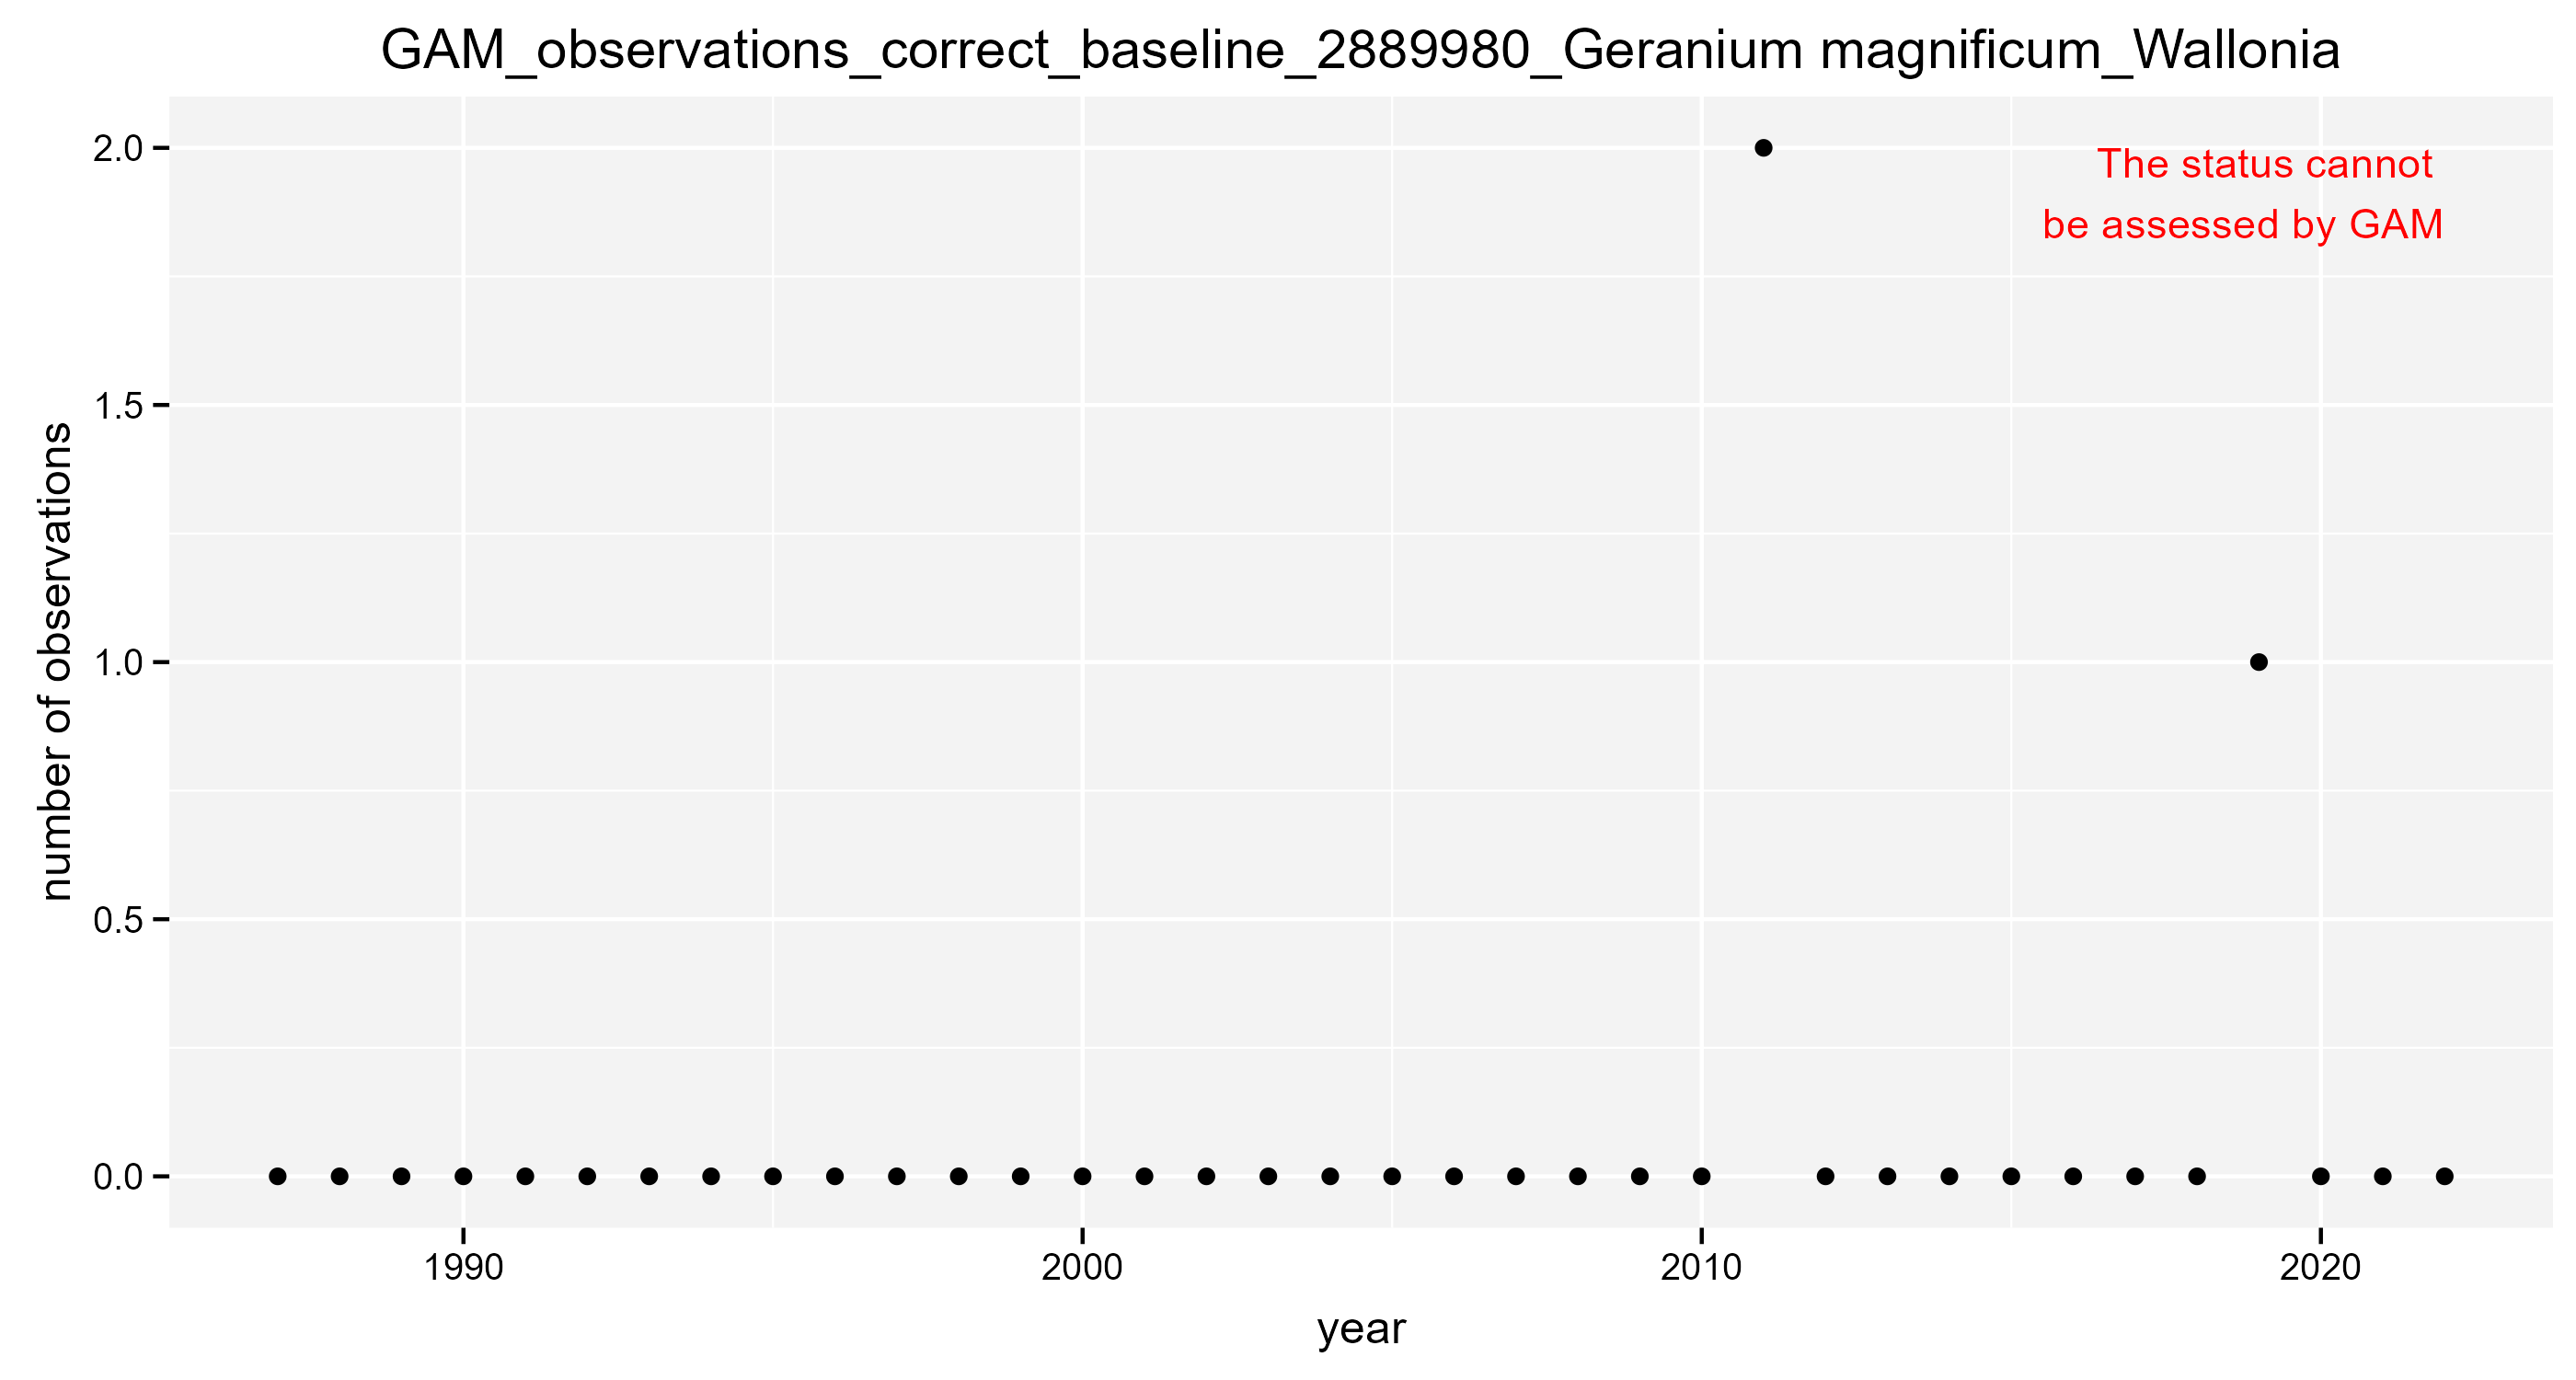 GAM_observations_correct_baseline_2889980_Geranium magnificum_Wallonia
The status cannot
be assessed by GAM
number of observations
2.0
1.5
1.0
0.5
0.0
1990
2000
2010
2020
year